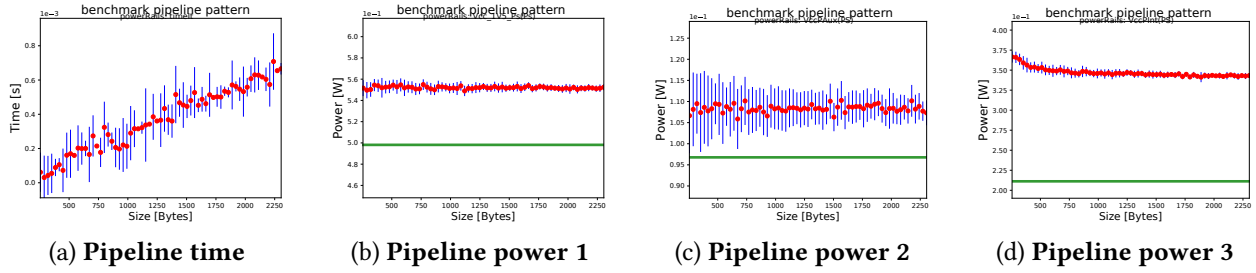 benchmark pipeline pattern
powerRails: timeit
1e−3
0.8
0.6
0.4
0.2
0.0
Time [s]
500 750 1000 1250 1500 1750 2000 2250
Size [Bytes]
(a) Pipeline time
benchmark pipeline pattern
powerRails: Vcc_1V5_Ps(PS)
1e−1
5.8
5.6
5.4
5.2
5.0
4.8
4.6
Power [W]
500 750 1000 1250 1500 1750 2000 2250
Size [Bytes]
(b) Pipeline power 1
benchmark pipeline pattern
powerRails: VccPAux(PS)
1e−1
1.25
1.20
1.15
1.10
1.05
1.00
0.95
0.90
Power [W]
500 750 1000 1250 1500 1750 2000 2250
Size [Bytes]
(c) Pipeline power 2
benchmark pipeline pattern
powerRails: VccPInt(PS)
1e−1
4.00
3.75
3.50
3.25
3.00
2.75
2.50
2.25
2.00
Power [W]
500 750 1000 1250 1500 1750 2000 2250
Size [Bytes]
(d) Pipeline power 3